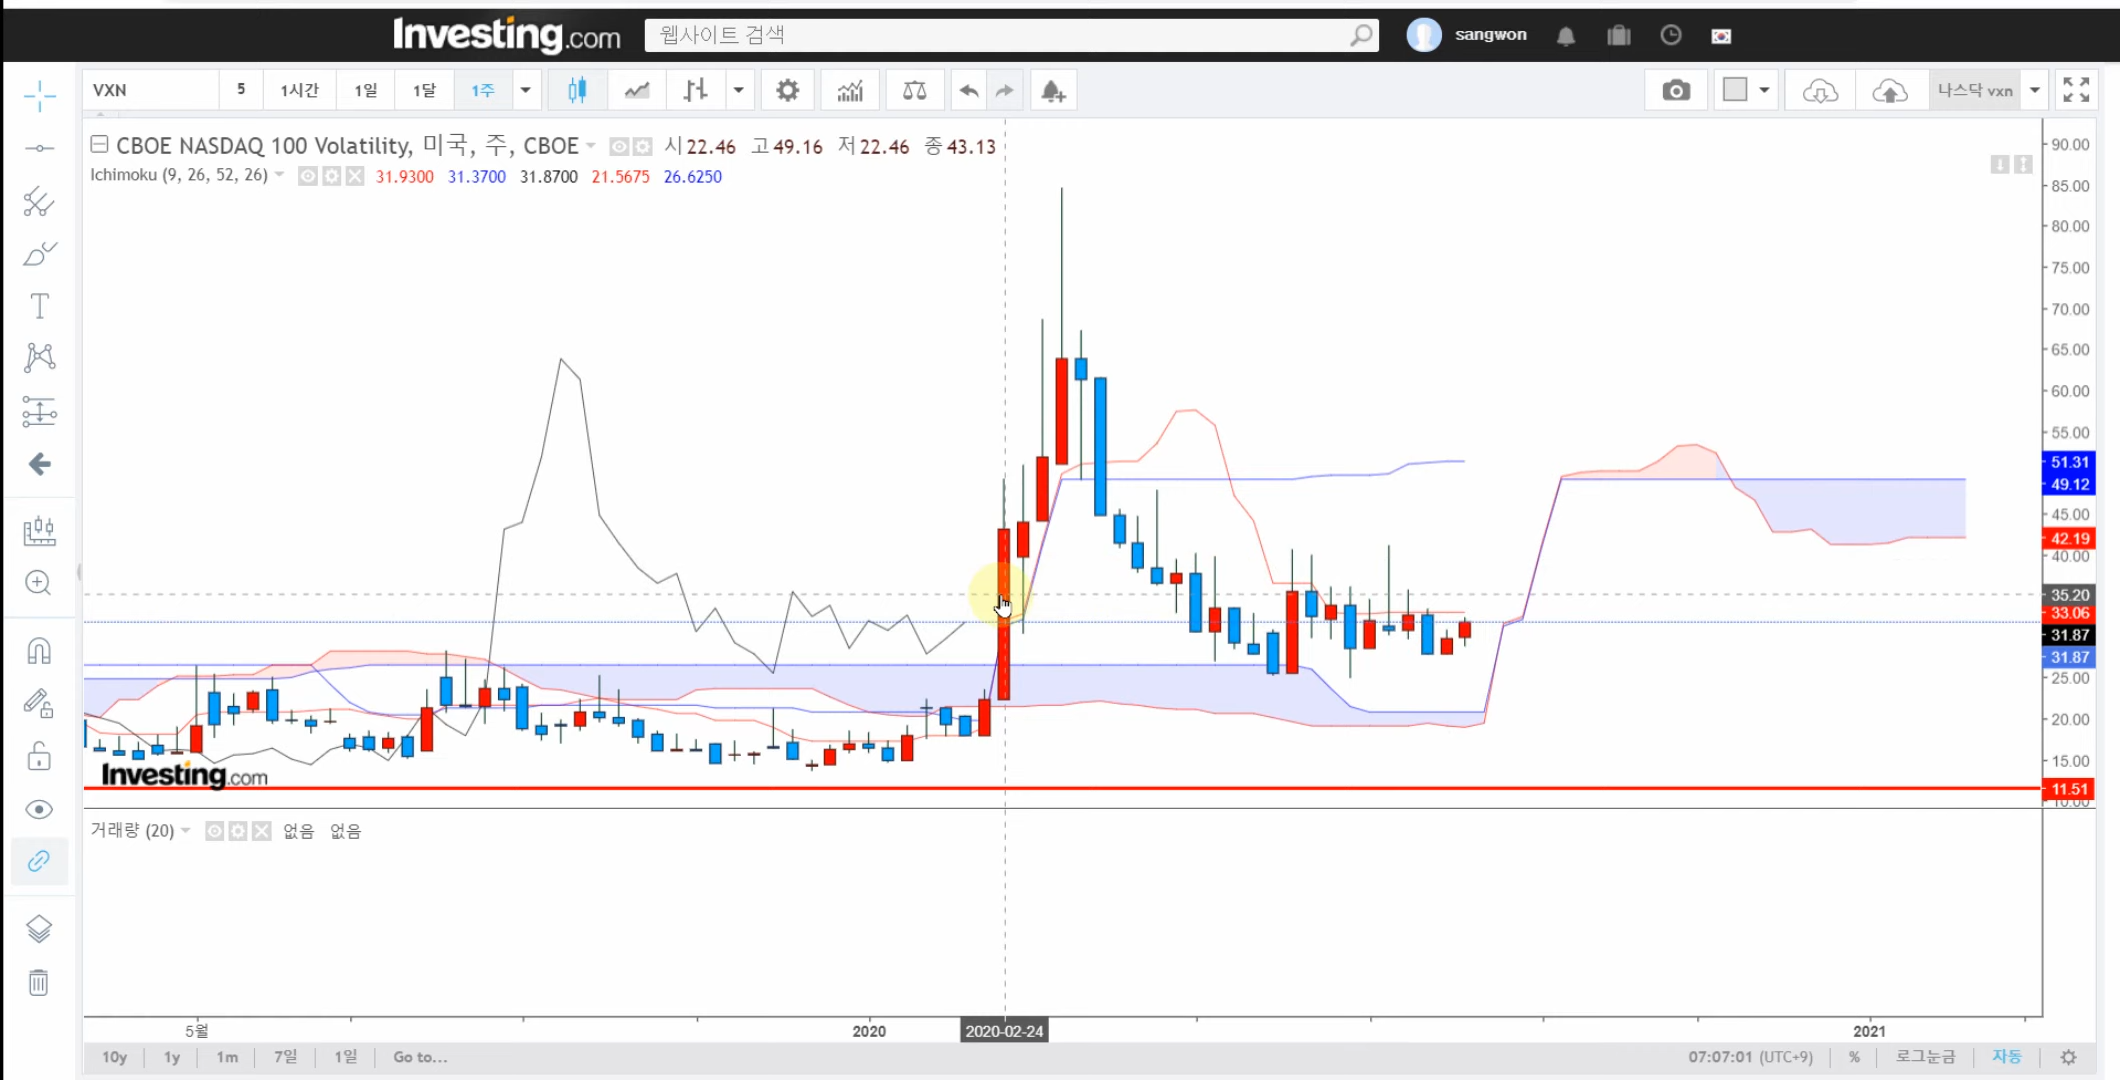 Investing.com 웹사이트 검색 sangwon
VXN 5 1시간 1일 1달 1주 나스닥 vxn
CBOE NASDAQ 100 Volatility, 미국, 주, CBOE 시 22.46 고 49.16 저 22.46 종 43.13
Ichimoku (9, 26, 52, 26) 31.9300 31.3700 31.8700 21.5675 26.6250
90.00
85.00
80.00
75.00
70.00
65.00
60.00
55.00
51.31
49.12
45.00
42.19
40.00
35.20
33.06
31.87
31.87
25.00
20.00
15.00
Investing.com
11.51
10.00
거래량 (20) 없음 없음
5월 2020 2020-02-24 2021
10y 1y 1m 7일 1일 Go to... 07:07:01 (UTC+9) % 로그눈금 자동